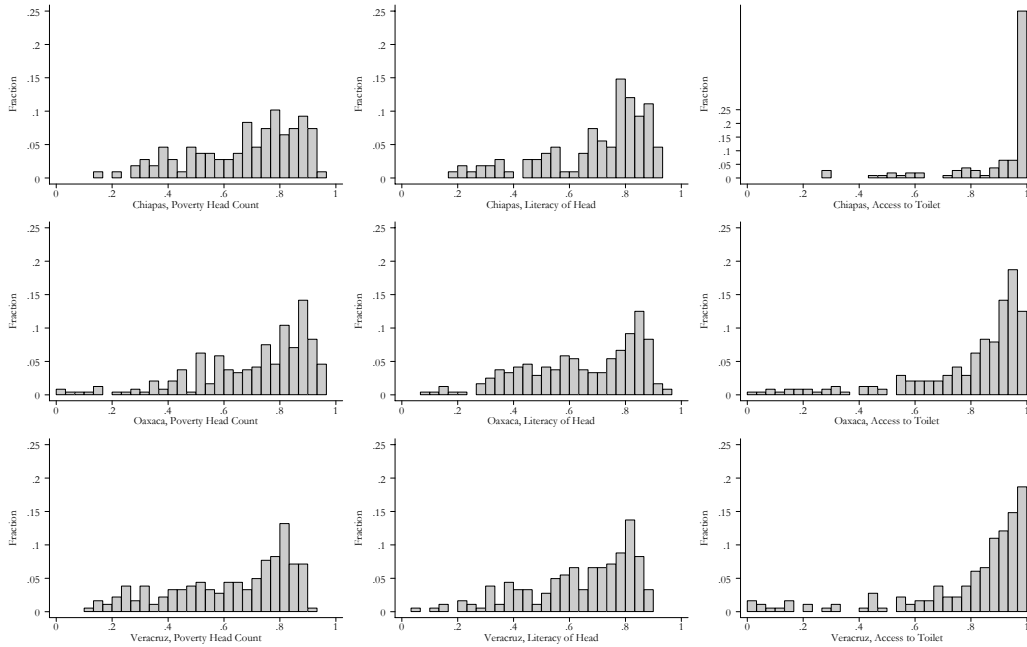 Fraction
.25
.2
.15
.1
.05
0
0 .2 .4 .6 .8 1
Chiapas, Poverty Head Count
Fraction
.25
.2
.15
.1
.05
0
0 .2 .4 .6 .8 1
Chiapas, Literacy of Head
Fraction
.25
.2
.15
.1
.05
0
0 .2 .4 .6 .8 1
Chiapas, Access to Toilet
Fraction
.25
.2
.15
.1
.05
0
0 .2 .4 .6 .8 1
Oaxaca, Poverty Head Count
Fraction
.25
.2
.15
.1
.05
0
0 .2 .4 .6 .8 1
Oaxaca, Literacy of Head
Fraction
.25
.2
.15
.1
.05
0
0 .2 .4 .6 .8 1
Oaxaca, Access to Toilet
Fraction
.25
.2
.15
.1
.05
0
0 .2 .4 .6 .8 1
Veracruz, Poverty Head Count
Fraction
.25
.2
.15
.1
.05
0
0 .2 .4 .6 .8 1
Veracruz, Literacy of Head
Fraction
.25
.2
.15
.1
.05
0
0 .2 .4 .6 .8 1
Veracruz, Access to Toilet